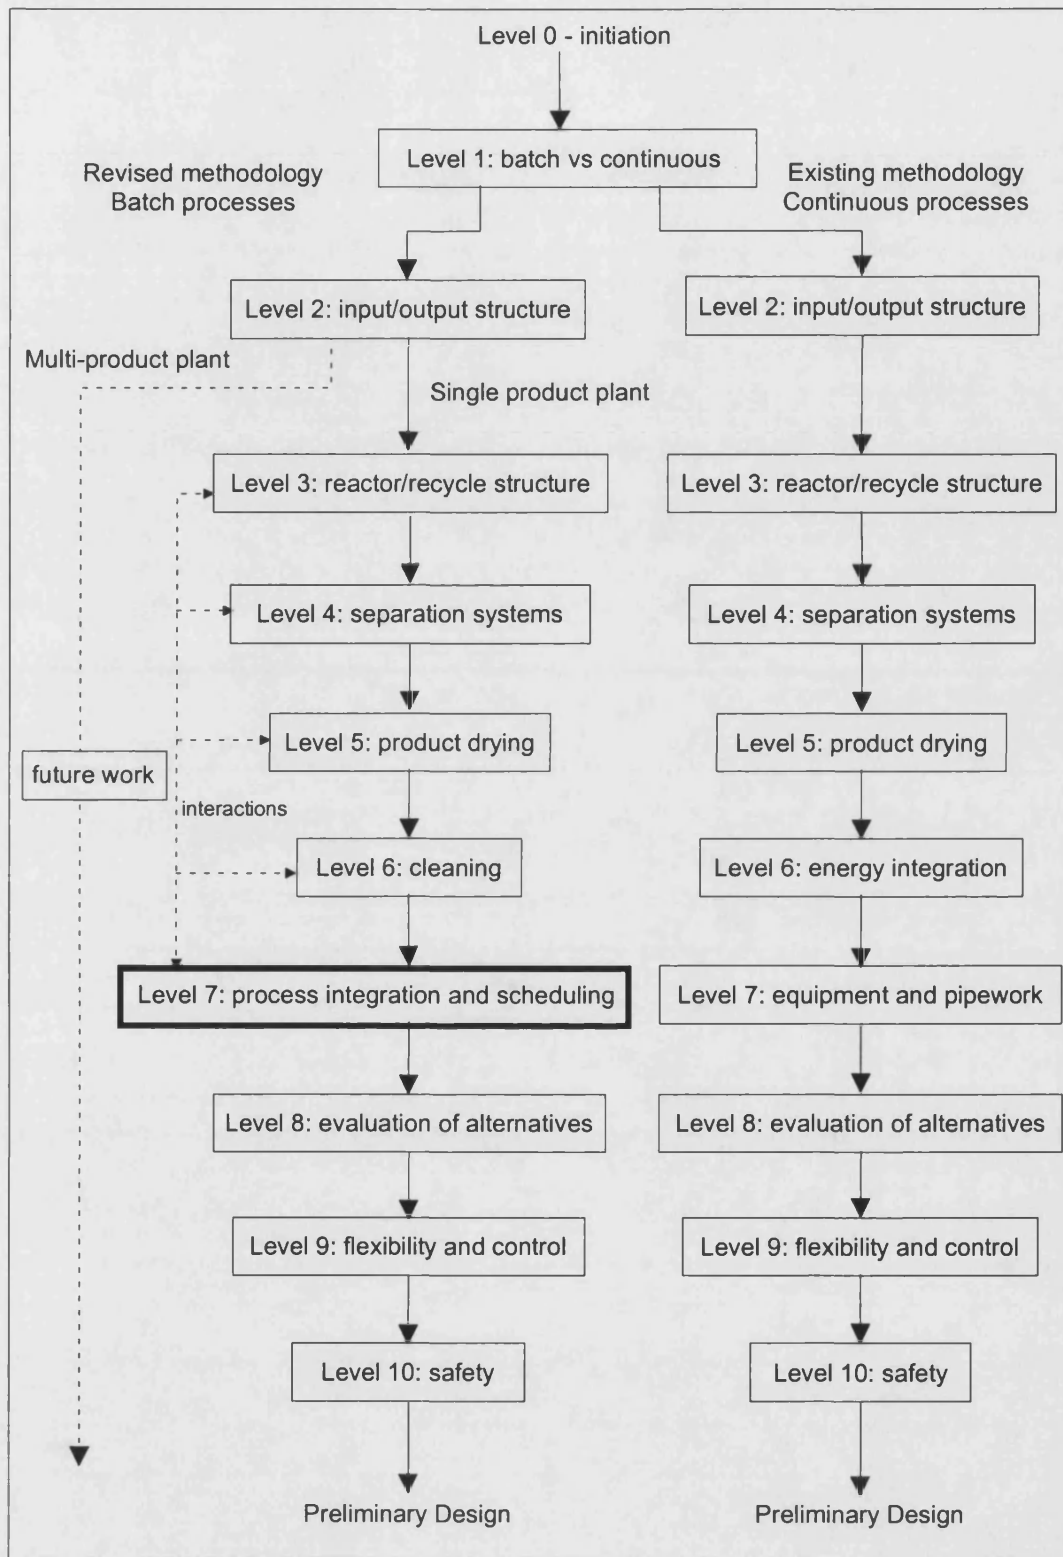 Level 0 - initiation
Level 1: batch vs continuous
Revised methodology
Batch processes
Existing methodology
Continuous processes
Level 2: input/output structure
Level 2: input/output structure
Multi-product plant
Single product plant
Level 3: reactor/recycle structure
Level 3: reactor/recycle structure
Level 4: separation systems
Level 4: separation systems
Level 5: product drying
Level 5: product drying
future work
interactions
Level 6: cleaning
Level 6: energy integration
Level 7: process integration and scheduling
Level 7: equipment and pipework
Level 8: evaluation of alternatives
Level 8: evaluation of alternatives
Level 9: flexibility and control
Level 9: flexibility and control
Level 10: safety
Level 10: safety
Preliminary Design
Preliminary Design